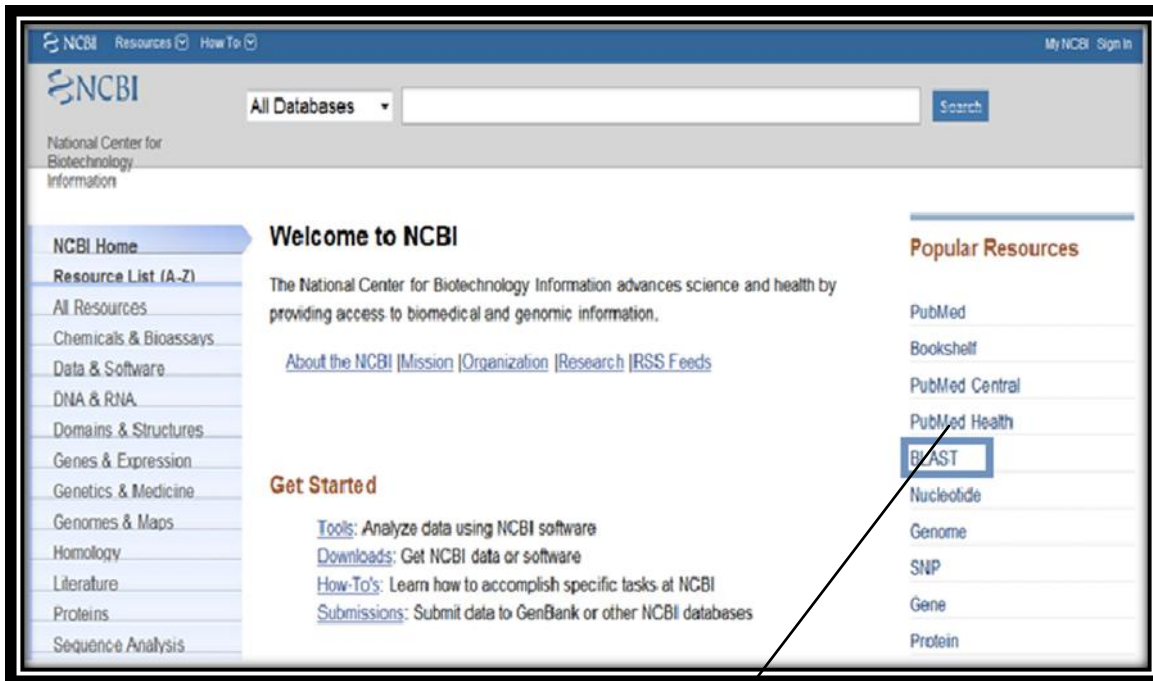 NCBI Resources How To My NCBI Sign In
NCBI
All Databases Search
National Center for
Biotechnology
Information
NCBI Home
Resource List (A-Z)
All Resources
Chemicals & Bioassays
Data & Software
DNA & RNA
Domains & Structures
Genes & Expression
Genetics & Medicine
Genomes & Maps
Homology
Literature
Proteins
Sequence Analysis
Welcome to NCBI
The National Center for Biotechnology Information advances science and health by
providing access to biomedical and genomic information.
About the NCBI |Mission |Organization |Research |RSS Feeds
Get Started
Tools: Analyze data using NCBI software
Downloads: Get NCBI data or software
How-To's: Learn how to accomplish specific tasks at NCBI
Submissions: Submit data to GenBank or other NCBI databases
Popular Resources
PubMed
Bookshelf
PubMed Central
PubMed Health
BLAST
Nucleotide
Genome
SNP
Gene
Protein